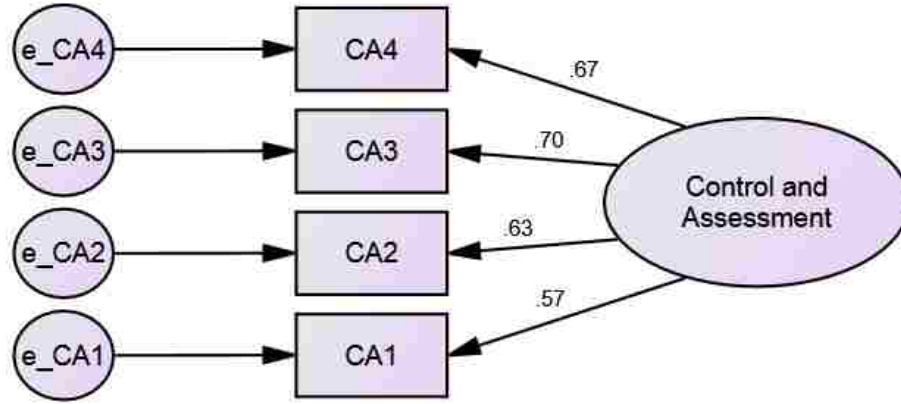 e_CA4
CA4
.67
e_CA3
CA3
.70
Control and
Assessment
e_CA2
CA2
.63
e_CA1
CA1
.57